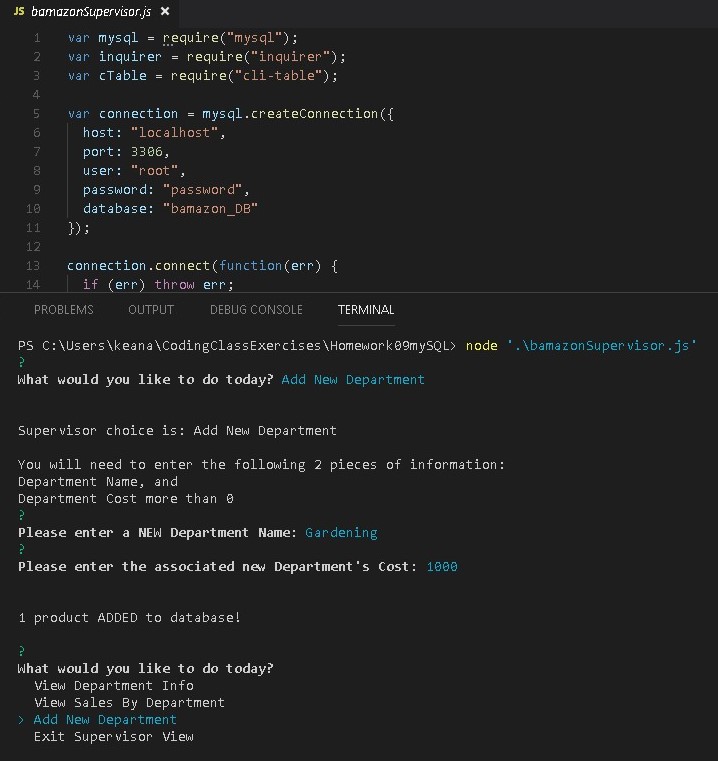 JS bamazonSupervisor.js ×
1 var mysql = require("mysql");
2 var inquirer = require("inquirer");
3 var cTable = require("cli-table");
4
5 var connection = mysql.createConnection({
6 host: "localhost",
7 port: 3306,
8 user: "root",
9 password: "password",
10 database: "bamazon_DB"
11 });
12
13 connection.connect(function(err) {
14 if (err) throw err;
PROBLEMS OUTPUT DEBUG CONSOLE TERMINAL
PS C:\Users\keana\CodingClassExercises\Homework09mySQL> node '.\bamazonSupervisor.js'
?
What would you like to do today? Add New Department
Supervisor choice is: Add New Department
You will need to enter the following 2 pieces of information:
Department Name, and
Department Cost more than 0
?
Please enter a NEW Department Name: Gardening
?
Please enter the associated new Department's Cost: 1000
1 product ADDED to database!
?
What would you like to do today?
View Department Info
View Sales By Department
> Add New Department
Exit Supervisor View